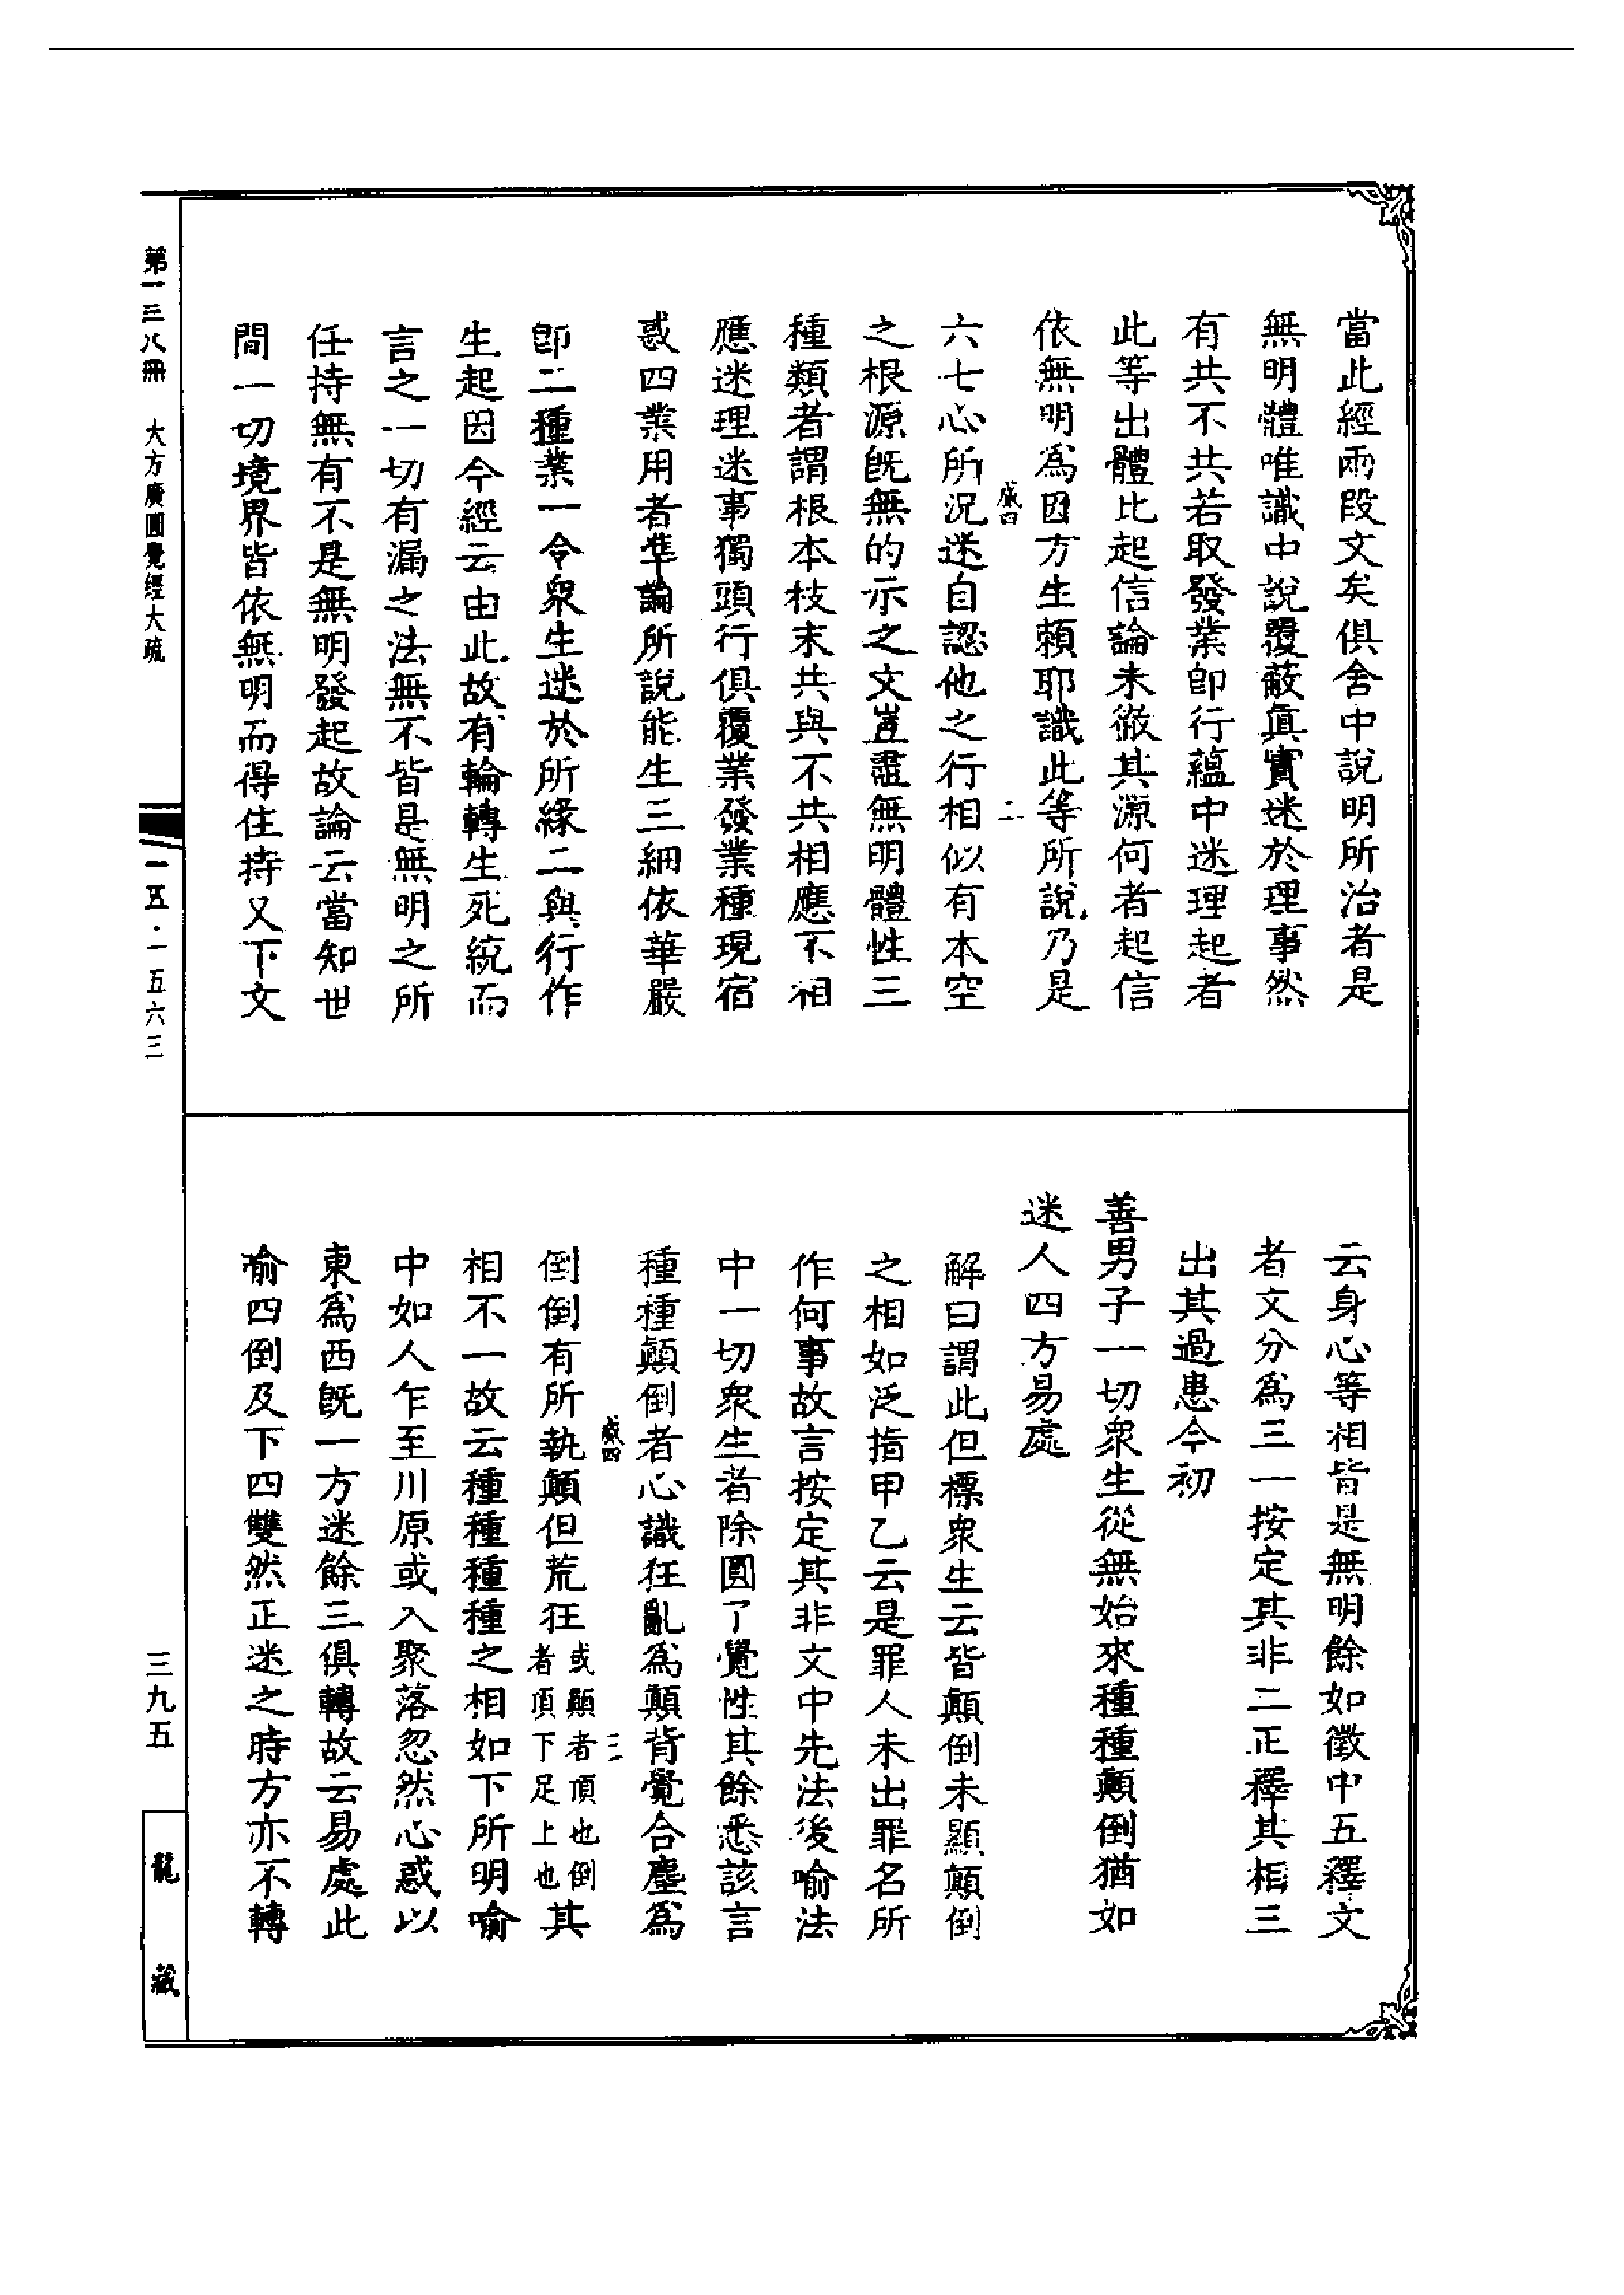 當此經兩段文矣俱舍中說明所治者是
無明體唯識中說覆蔽眞實迷於理事然
有共不共若取發業即行蘊中迷理起者
此等出體比起信論未徹其源何者起信
依無明爲因方生賴耶識此等所說乃是
六七心所況迷自認他之行相似有本空
之根源旣無的示之文豈盡無明體性三
種類者謂根本枝末共與不共相應不相
應迷理迷事獨頭行俱覆業發業種現宿
惑四業用者準論所說能生三細依華嚴
即二種業一令衆生迷於所緣二與行作
生起因今經云由此故有輪轉生死統而
言之一切有漏之法無不皆是無明之所
任持無有不是無明發起故論云當知世
間一切境界皆依無明而得住持又下文
云身心等相皆是無明餘如徵中五釋文
者文分爲三一按定其非二正釋其相三
出其過患今初
善男子一切衆生從無始來種種顚倒猶如
迷人四方易處
解曰謂此但標衆生云皆顚倒未顯顚倒
之相如泛指甲乙云是罪人未出罪名所
作何事故言按定其非文中先法後喻法
中一切衆生者除圓了覺性其餘悉該言
種種顚倒者心識狂亂爲顚背覺合塵爲
倒倒有所執顚但荒狂或顚者頂也倒者頂下足上也其
相不一故云種種種種之相如下所明喻
中如人乍至川原或入聚落忽然心惑以
東爲西旣一方迷餘三俱轉故云易處此
喻四倒及下四雙然正迷之時方亦不轉
第一三八冊　大方廣圓覺經大疏
一五·一五六三
三九五
龍藏